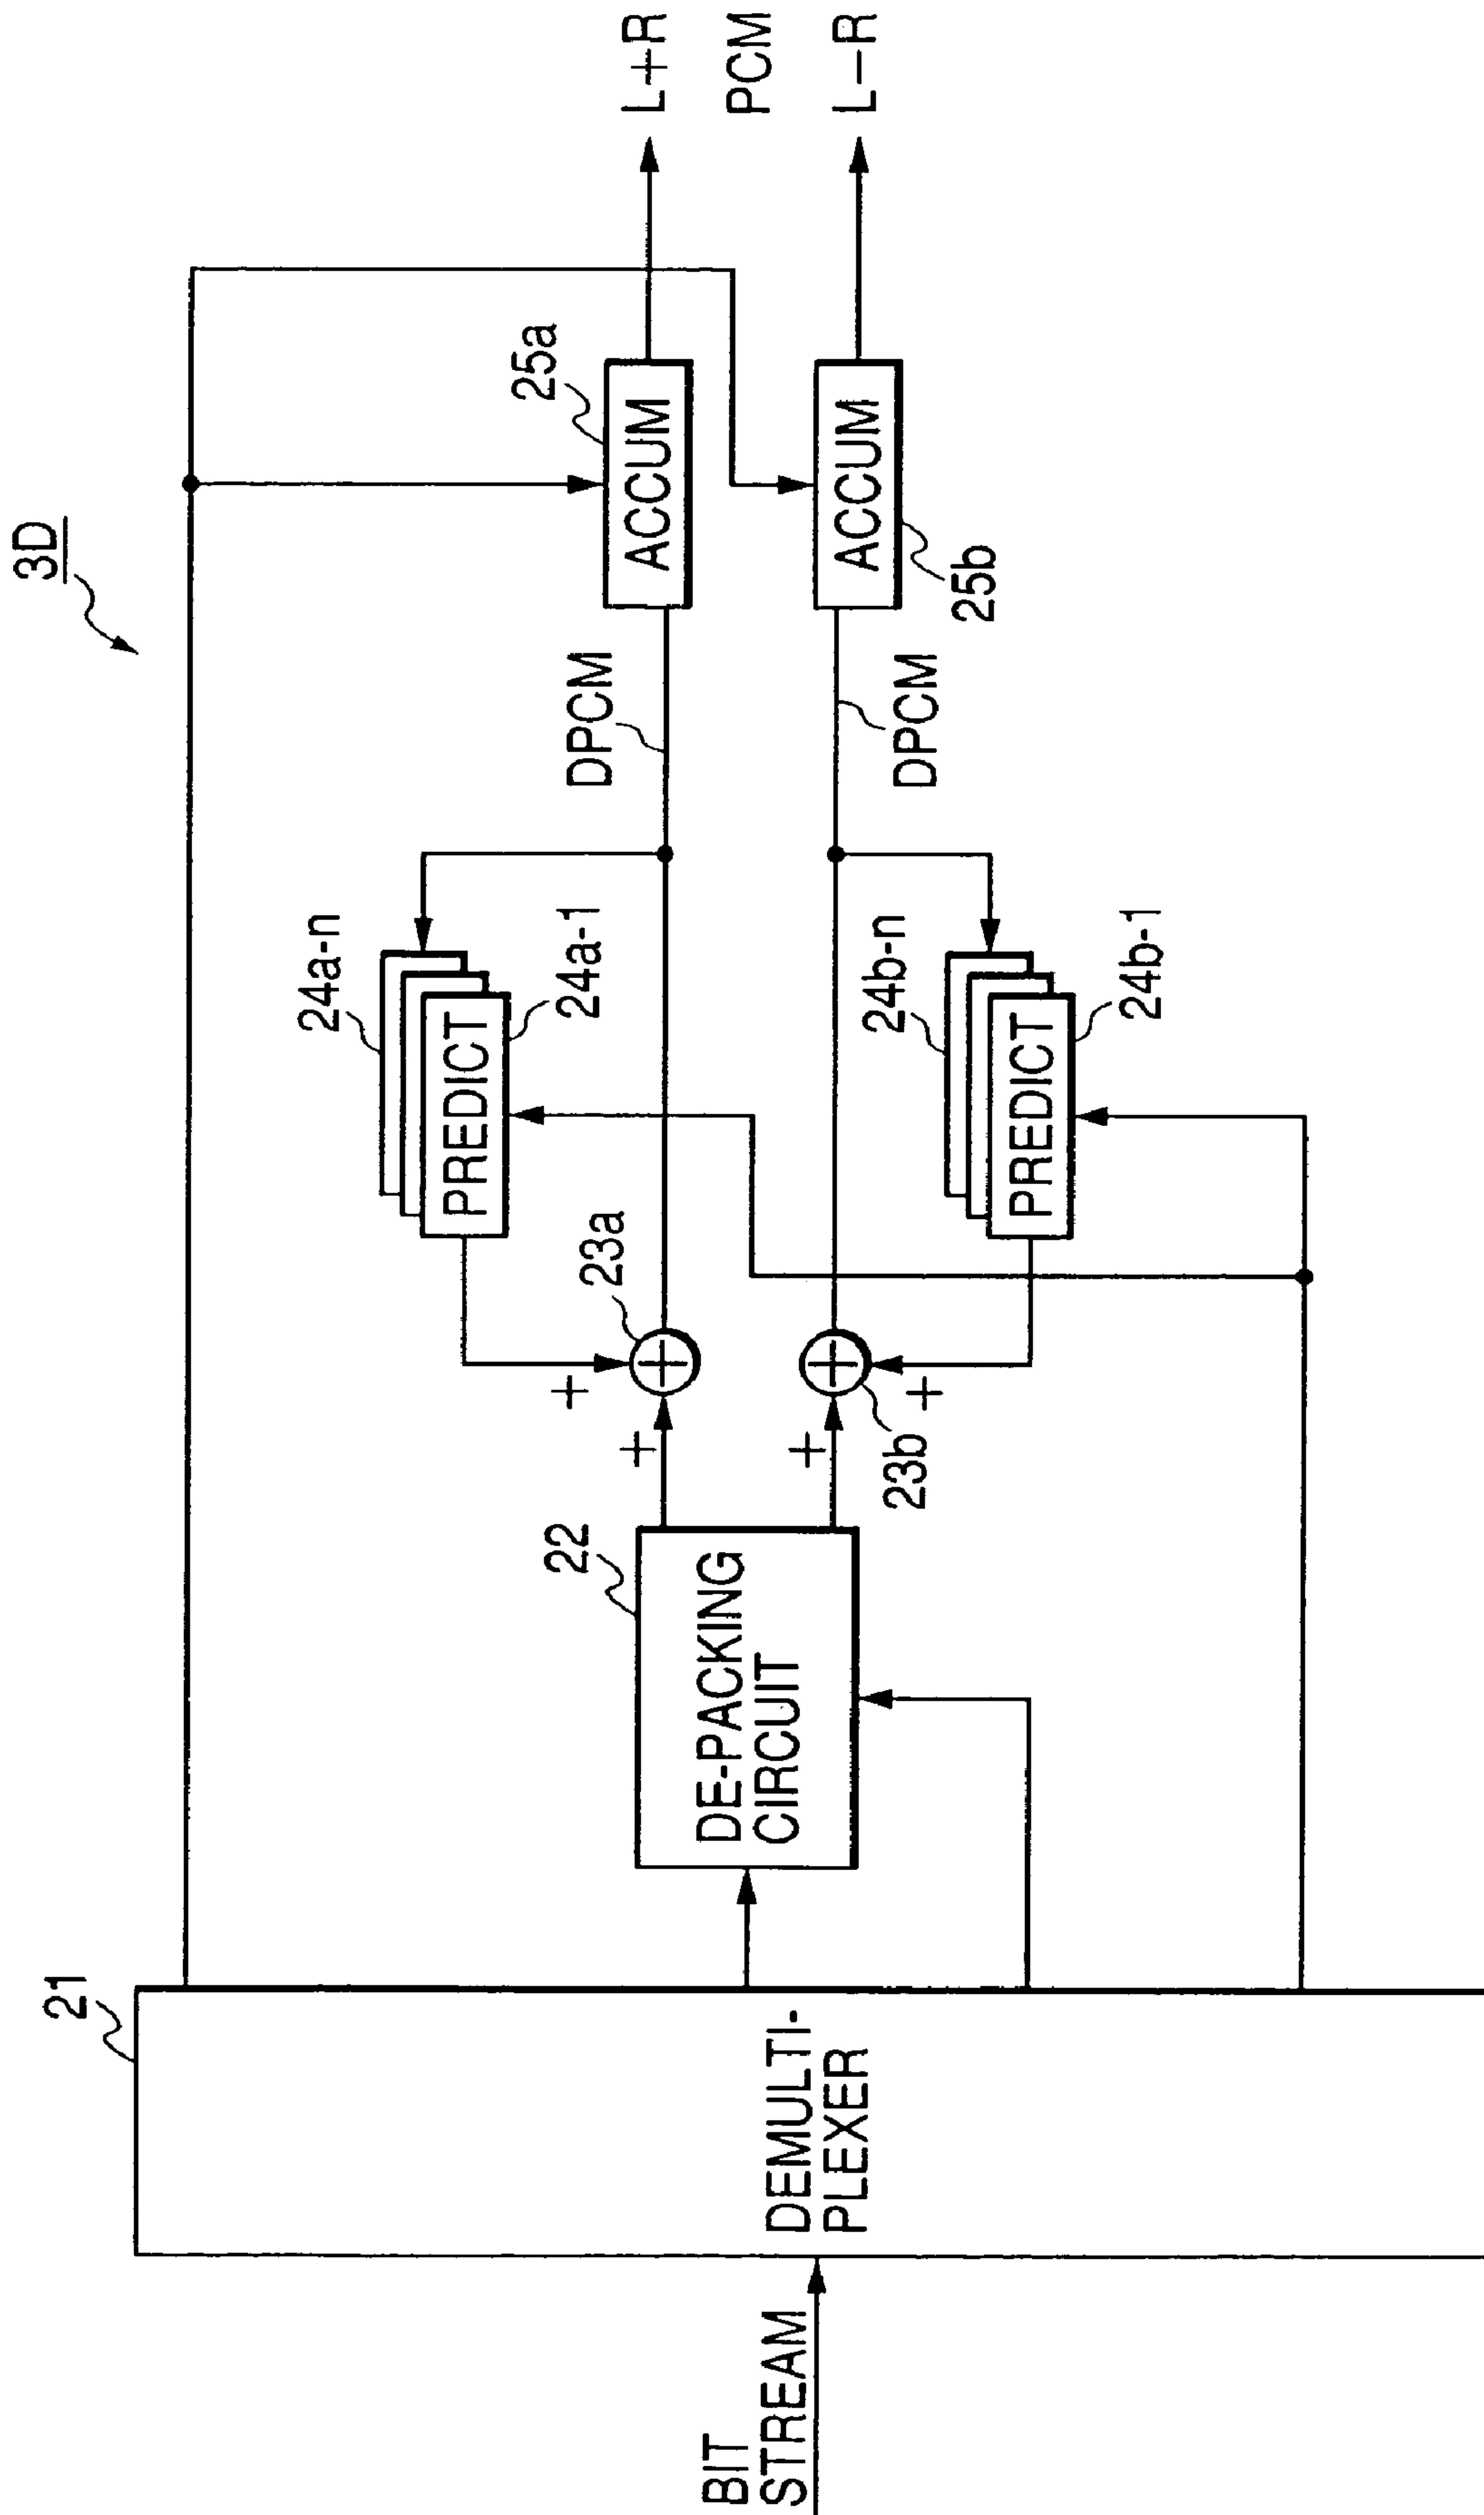 3D
21
BIT
STREAM
DEMULTI-
PLEXER
22
DE-PACKING
CIRCUIT
+
+
+
+
23a
23b
24a-n
PREDICT
24a-1
24b-n
PREDICT
24b-1
DPCM
DPCM
25a
ACCUM
ACCUM
25b
L+R
PCM
L−R